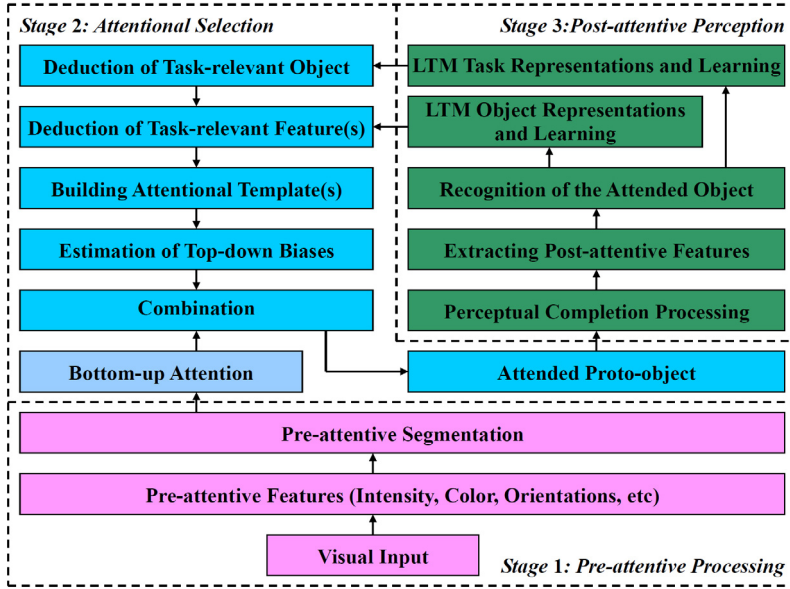 Stage 2: Attentional Selection
Stage 3:Post-attentive Perception
Deduction of Task-relevant Object
LTM Task Representations and Learning
Deduction of Task-relevant Feature(s)
LTM Object Representations
and Learning
Building Attentional Template(s)
Recognition of the Attended Object
Estimation of Top-down Biases
Extracting Post-attentive Features
Combination
Perceptual Completion Processing
Bottom-up Attention
Attended Proto-object
Pre-attentive Segmentation
Pre-attentive Features (Intensity, Color, Orientations, etc)
Visual Input
Stage 1: Pre-attentive Processing